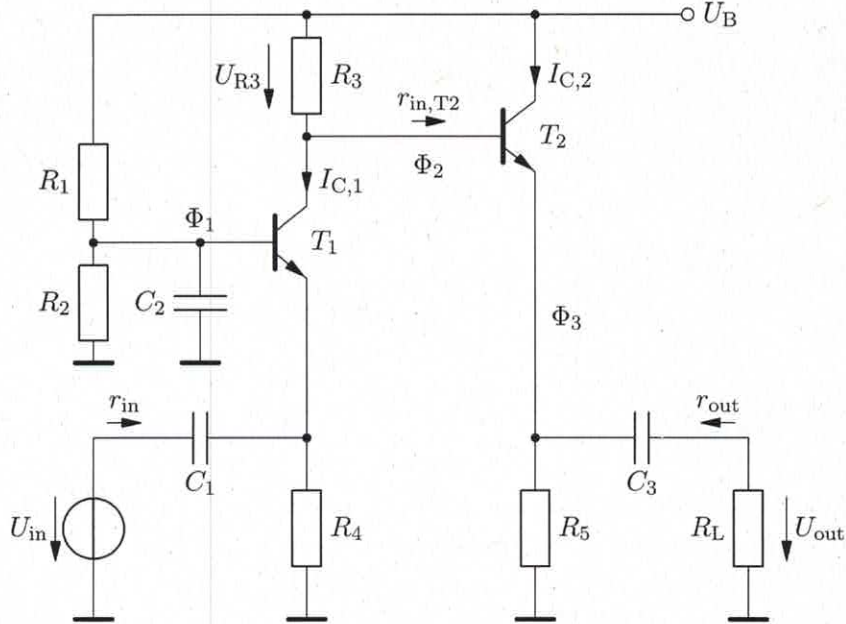 U_B
U_R3
R_3
I_C,2
r_in,T2
T_2
Φ_2
R_1
I_C,1
Φ_1
T_1
R_2
C_2
Φ_3
r_in
r_out
C_1
C_3
U_in
R_4
R_5
R_L
U_out